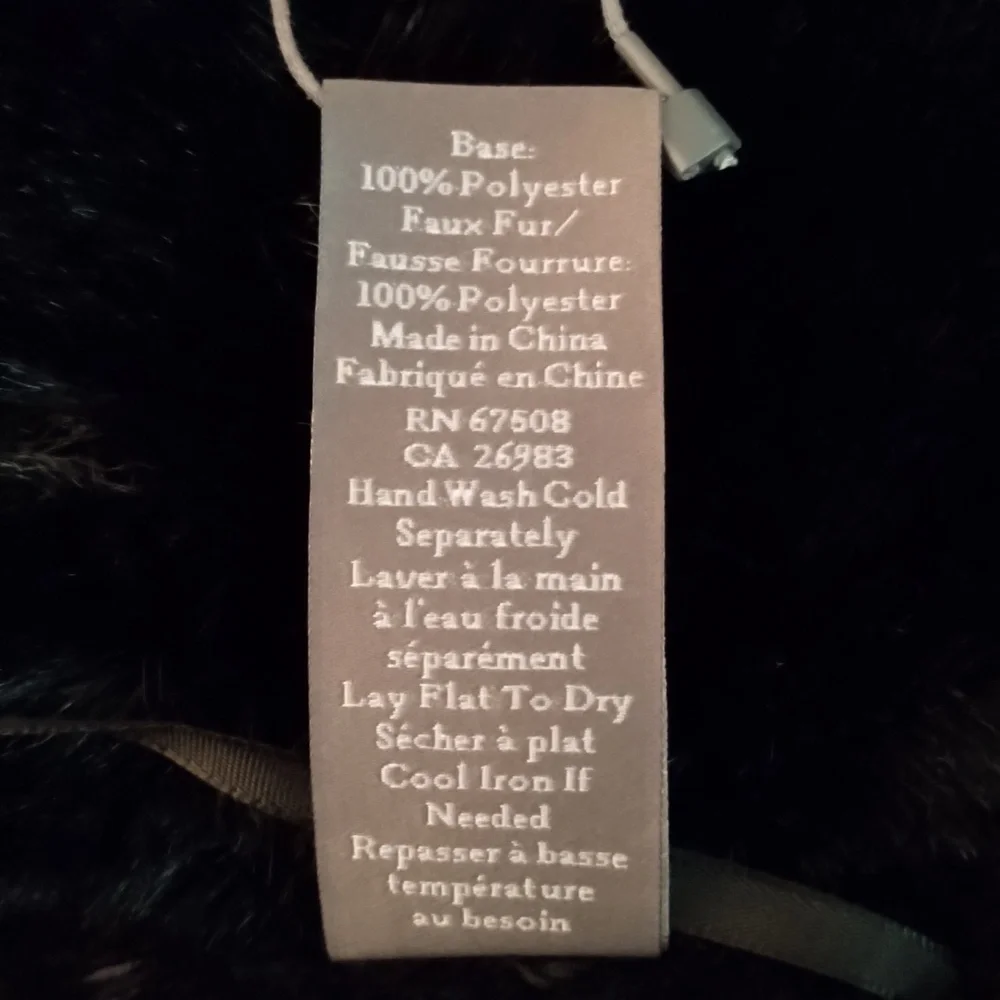 Base:
100% Polyester
Faux Fur/
Fausse Fourrure:
100% Polyester
Made in China
Fabriqué en Chine
RN 67508
CA 26983
Hand Wash Cold
Separately
Laver à la main
à l'eau froide
séparément
Lay Flat To Dry
Sécher à plat
Cool Iron If
Needed
Repasser à basse
température
au besoin